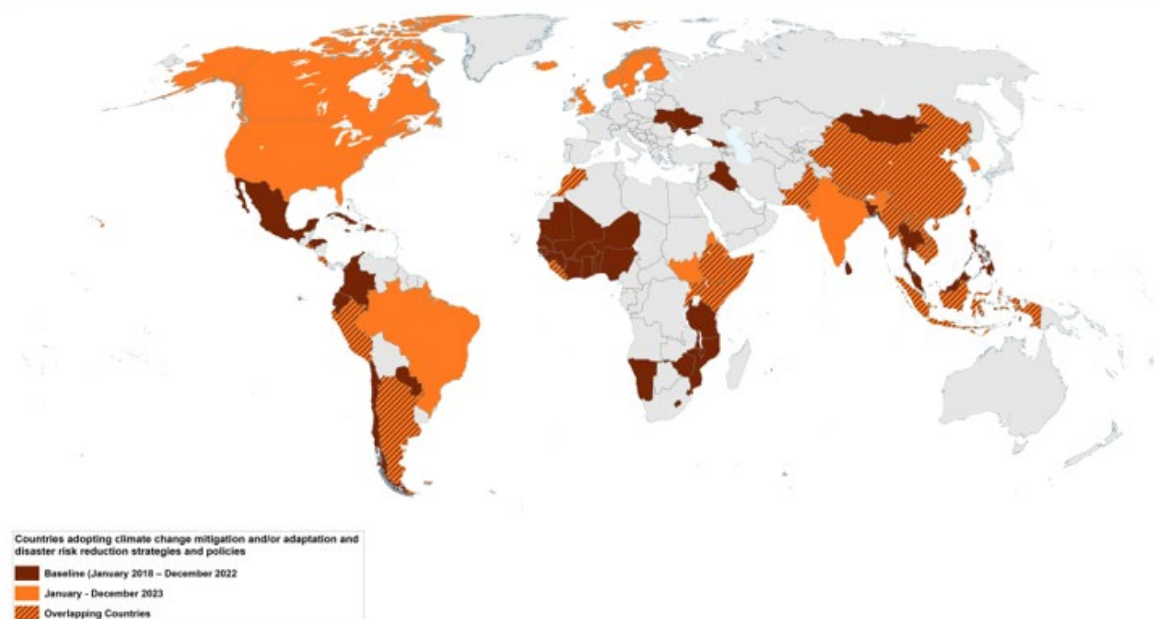 Countries adopting climate change mitigation and/or adaptation and
disaster risk reduction strategies and policies
Baseline (January 2018 – December 2022
January - December 2023
Overlapping Countries